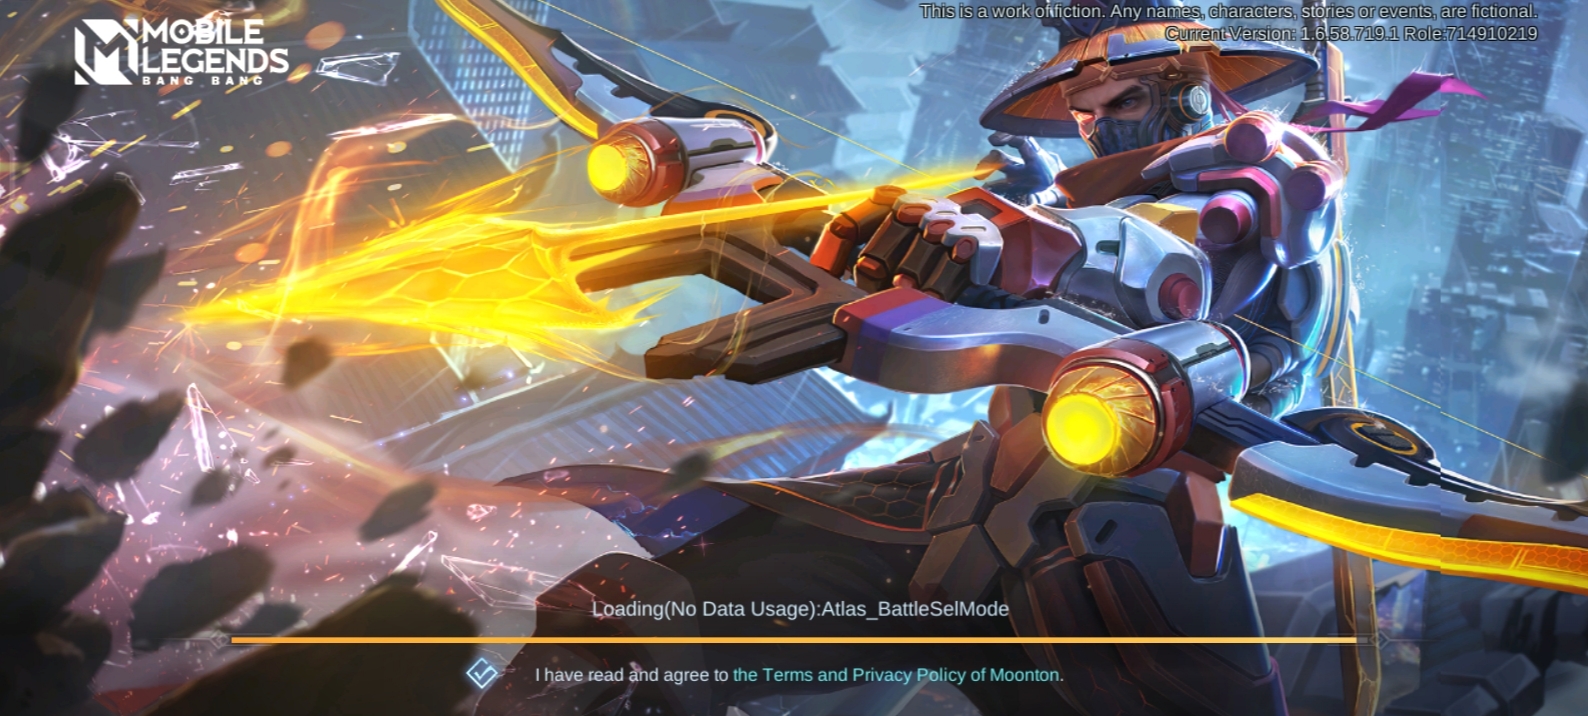 MOBILE
LEGENDS
BANG BANG
This is a work of fiction. Any names, characters, stories or events, are fictional.
Current Version: 1.6.58.719.1 Role:714910219
Loading(No Data Usage):Atlas_BattleSelMode
I have read and agree to the Terms and Privacy Policy of Moonton.